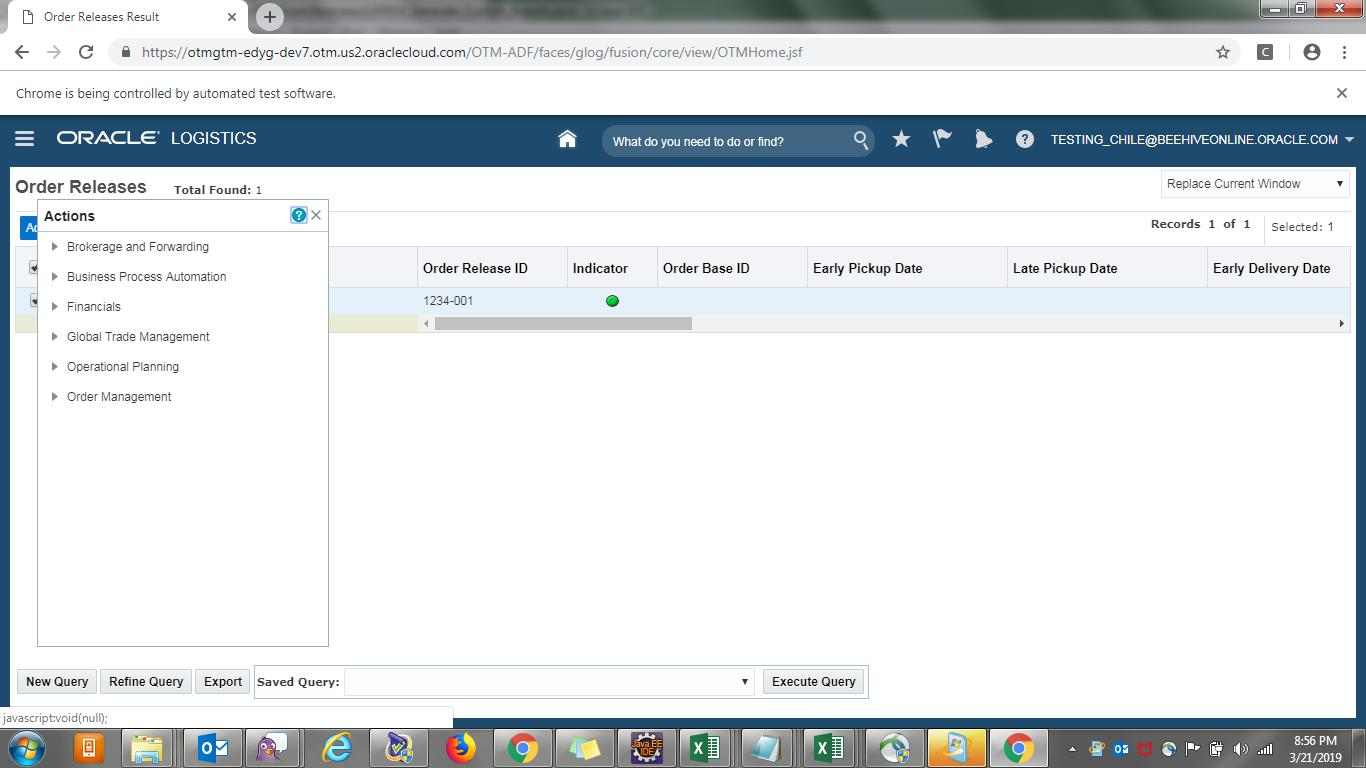 Order Releases Result
https://otmgtm-edyg-dev7.otm.us2.oraclecloud.com/OTM-ADF/faces/glog/fusion/core/view/OTMHome.jsf
C
Chrome is being controlled by automated test software.
ORACLE LOGISTICS
What do you need to do or find?
?
TESTING_CHILE@BEEHIVEONLINE.ORACLE.COM
Order Releases Total Found: 1
Replace Current Window
Actions
?
Records 1 of 1
Selected: 1
Brokerage and Forwarding
Business Process Automation
Financials
Global Trade Management
Operational Planning
Order Management
Order Release ID Indicator Order Base ID Early Pickup Date Late Pickup Date Early Delivery Date
1234-001
New Query Refine Query Export Saved Query: Execute Query
javascript:void(null);
Java EE
IDE
8:56 PM
3/21/2019